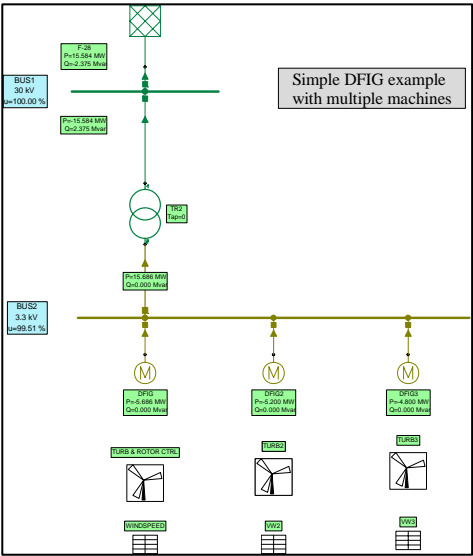 F-28
P=15.584 MW
Q=-2.375 Mvar
BUS1
30 kV
u=100.00 %
Simple DFIG example
with multiple machines
P=-15.584 MW
Q=2.375 Mvar
TR2
Tap=0
P=15.686 MW
Q=0.000 Mvar
BUS2
3.3 kV
u=99.51 %
M
M
M
DFIG
P=-5.686 MW
Q=0.000 Mvar
DFIG2
P=-5.200 MW
Q=0.000 Mvar
DFIG3
P=-4.800 MW
Q=0.000 Mvar
TURB & ROTOR CTRL
TURB2
TURB3
WINDSPEED
VW2
VW3